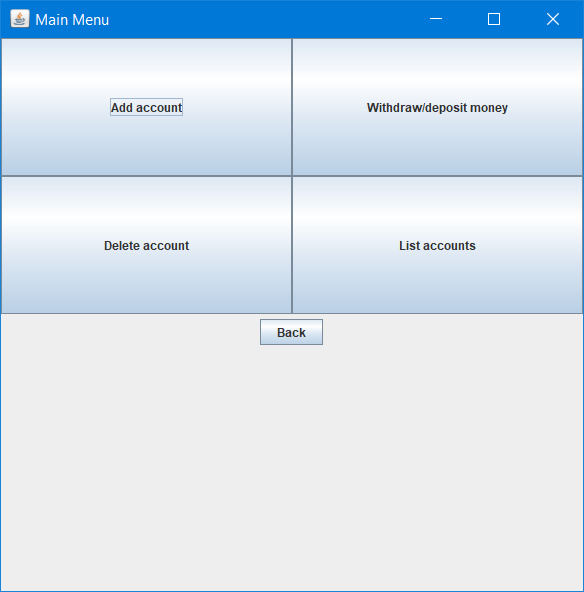 Main Menu
Add account
Withdraw/deposit money
Delete account
List accounts
Back